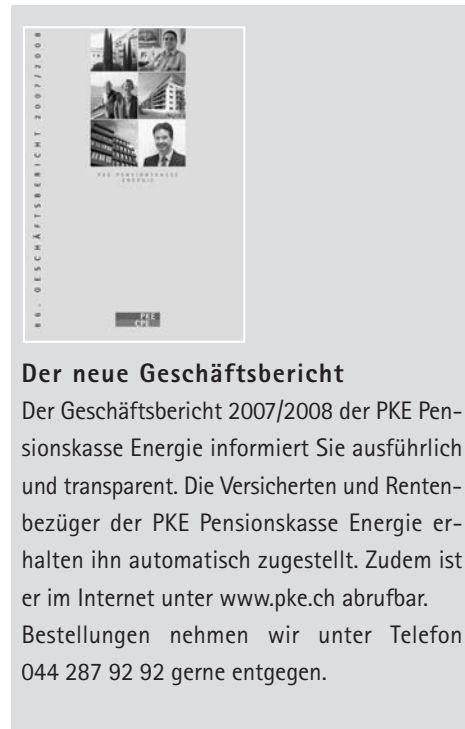 86. GESCHÄFTSBERICHT 2007/2008
PKE PENSIONSKASSE
ENERGIE
PKE
CPE
Der neue Geschäftsbericht
Der Geschäftsbericht 2007/2008 der PKE Pen-
sionskasse Energie informiert Sie ausführlich
und transparent. Die Versicherten und Renten-
bezüger der PKE Pensionskasse Energie er-
halten ihn automatisch zugestellt. Zudem ist
er im Internet unter www.pke.ch abrufbar.
Bestellungen nehmen wir unter Telefon
044 287 92 92 gerne entgegen.